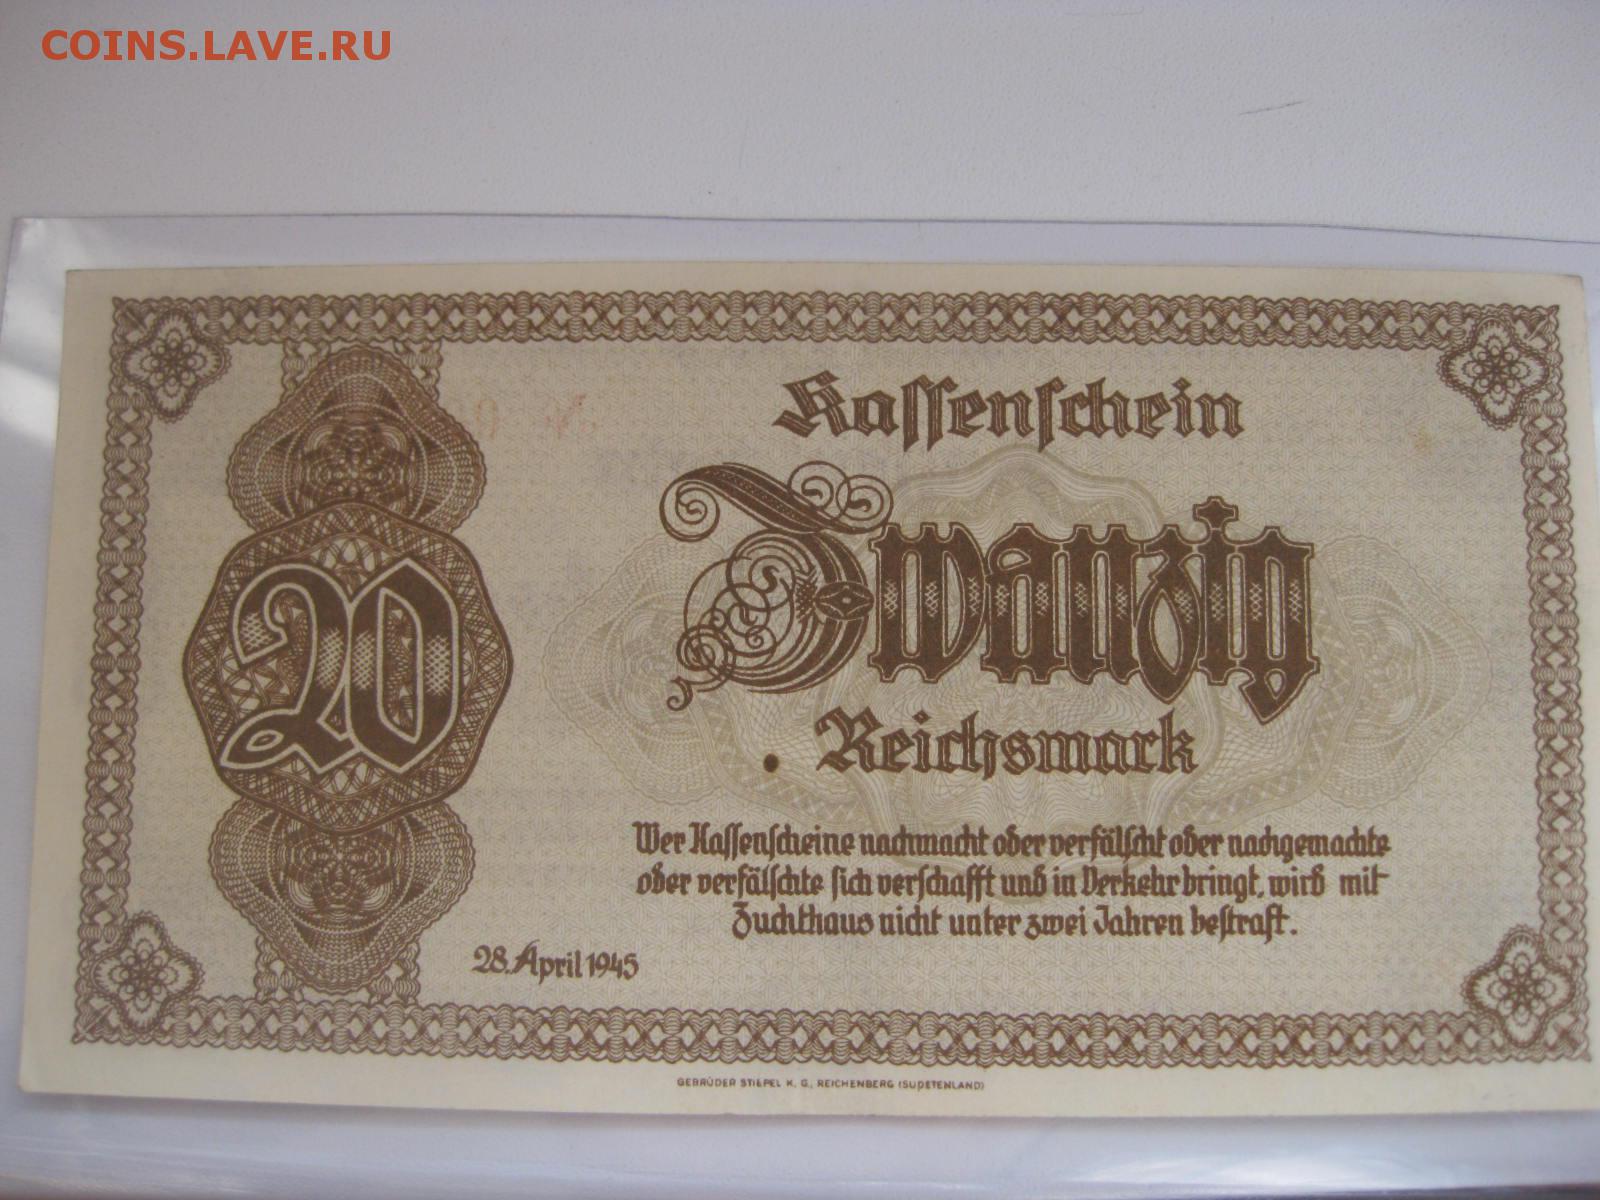 COINS.LAVE.RU
Kassenschein
20
Zwanzig
Reichsmark
Wer Kassenscheine nachmacht oder verfälscht oder nachgemachte
oder verfälschte sich verschafft und in Verkehr bringt, wird mit
Zuchthaus nicht unter zwei Jahren bestraft.
28. April 1945
GEBRÜDER STIEPEL K. G., REICHENBERG (SUDETENLAND)